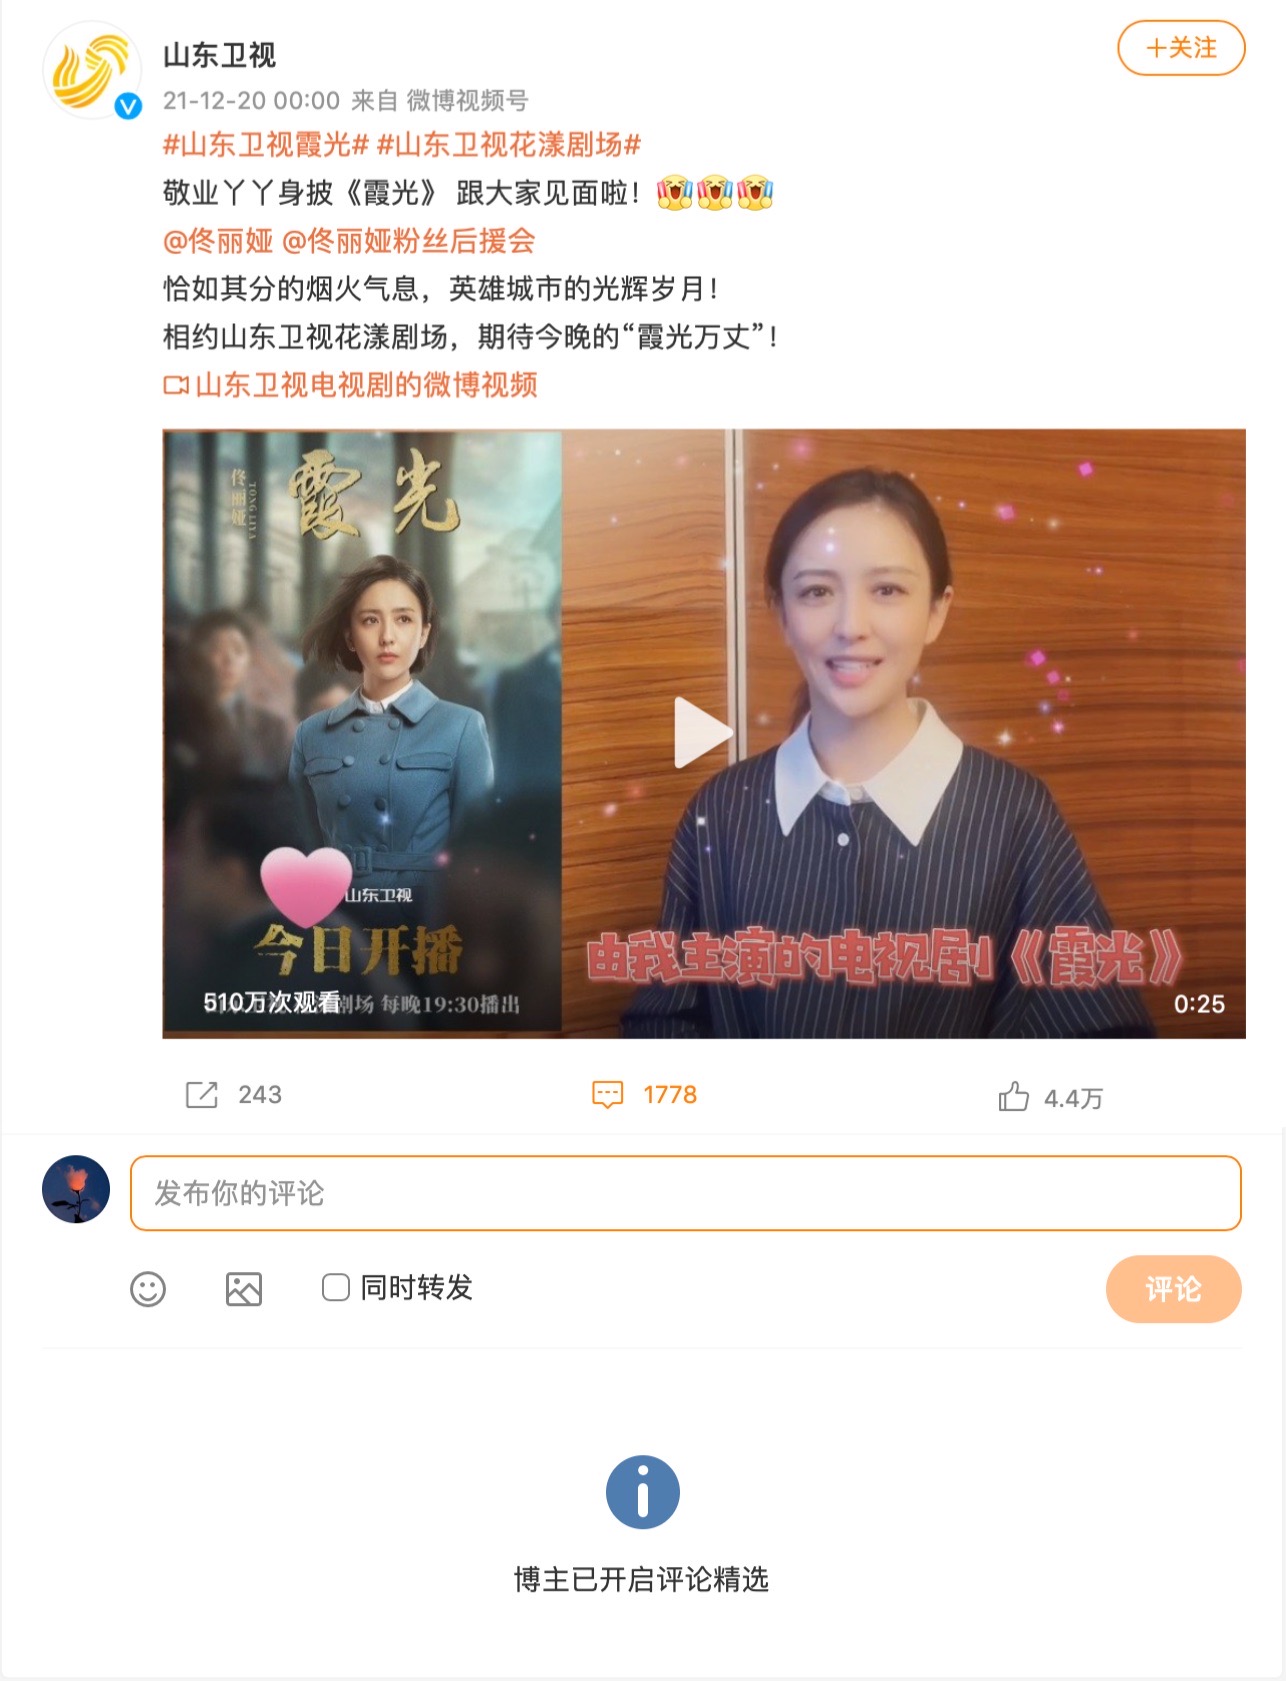 山东卫视
+关注
21-12-20 00:00 来自 微博视频号
#山东卫视霞光# #山东卫视花漾剧场#
敬业丫丫身披《霞光》 跟大家见面啦！
@佟丽娅 @佟丽娅粉丝后援会
恰如其分的烟火气息，英雄城市的光辉岁月！
相约山东卫视花漾剧场，期待今晚的“霞光万丈”！
山东卫视电视剧的微博视频
佟丽娅
TONG LIYA
霞光
山东卫视
今日开播
510万次观看
剧场 每晚19:30播出
由我主演的电视剧《霞光》
0:25
243
1778
4.4万
发布你的评论
同时转发
评论
博主已开启评论精选